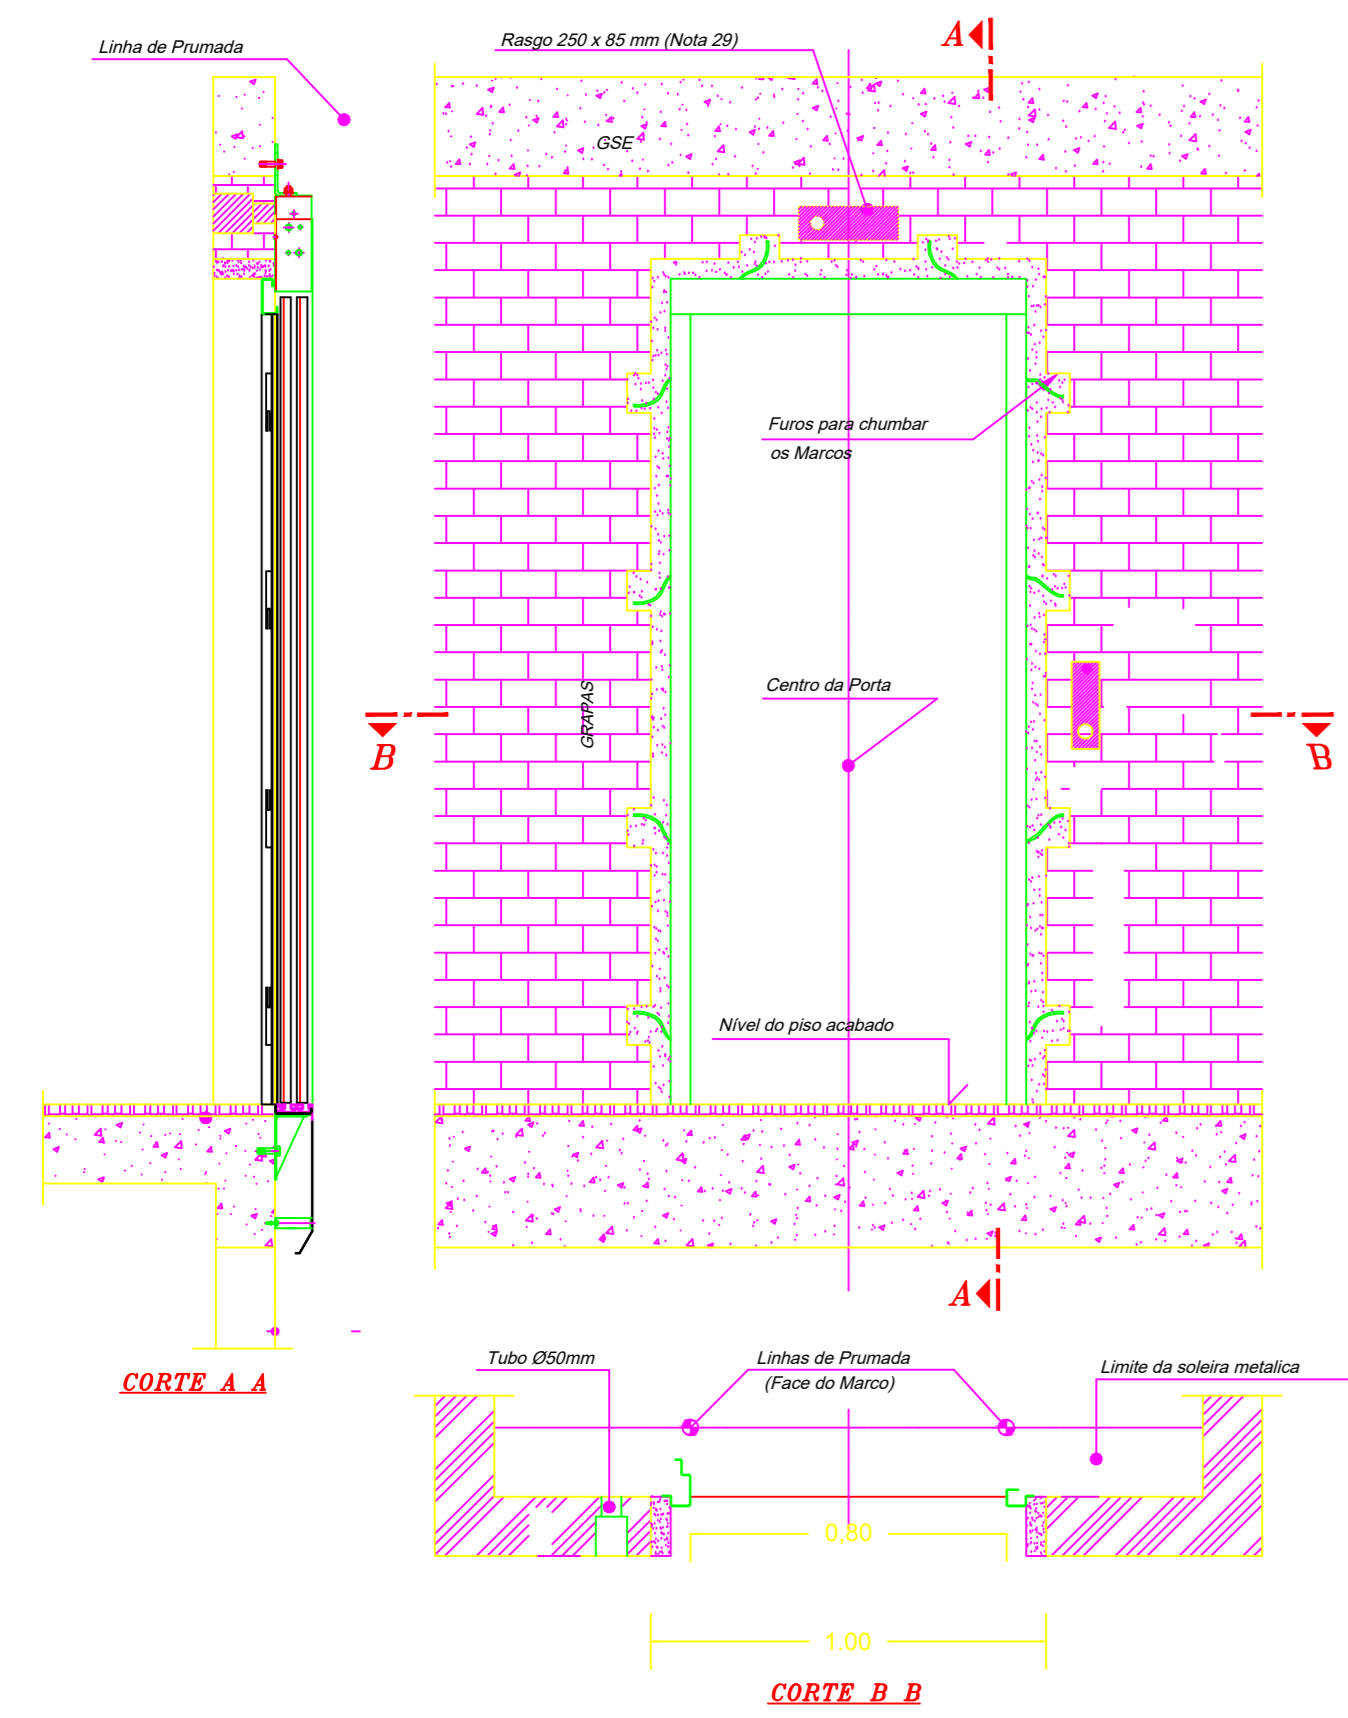 Linha de Prumada
Rasgo 250 x 85 mm (Nota 29)
A
GSE
Furos para chumbar
os Marcos
Centro da Porta
GRAPAS
B
B
Nível do piso acabado
A
CORTE A A
Tubo Ø50mm
Linhas de Prumada
(Face do Marco)
Limite da soleira metalica
0,80
1.00
CORTE B B